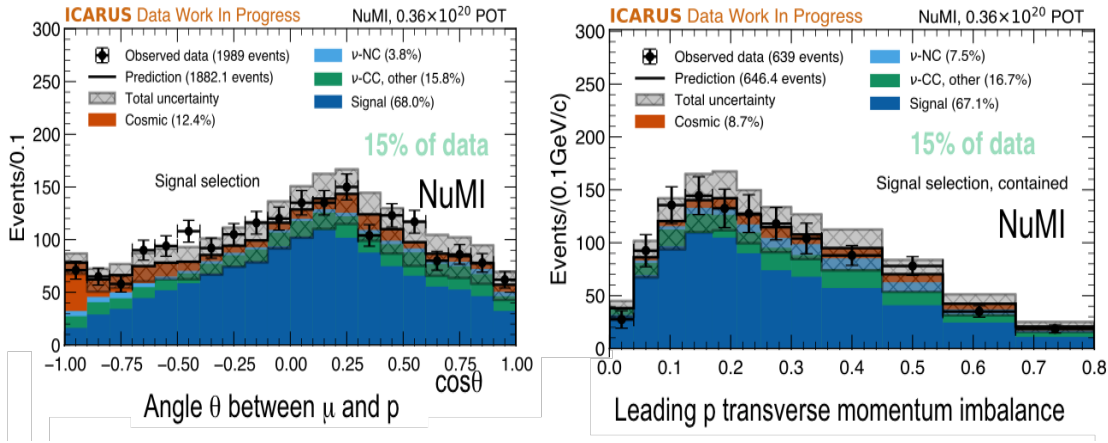 ICARUS Data Work In Progress
NuMI, 0.36×10²⁰ POT
Observed data (1989 events)
Prediction (1882.1 events)
Total uncertainty
Cosmic (12.4%)
ν-NC (3.8%)
ν-CC, other (15.8%)
Signal (68.0%)
15% of data
Signal selection
NuMI
Events/0.1
300
250
200
150
100
50
0
-1.00 -0.75 -0.50 -0.25 0.00 0.25 0.50 0.75 1.00
cosθ
Angle θ between μ and p
ICARUS Data Work In Progress
NuMI, 0.36×10²⁰ POT
Observed data (639 events)
Prediction (646.4 events)
Total uncertainty
Cosmic (8.7%)
ν-NC (7.5%)
ν-CC, other (16.7%)
Signal (67.1%)
15% of data
Signal selection, contained
NuMI
Events/(0.1GeV/c)
300
250
200
150
100
50
0
0.0 0.1 0.2 0.3 0.4 0.5 0.6 0.7 0.8
Leading p transverse momentum imbalance